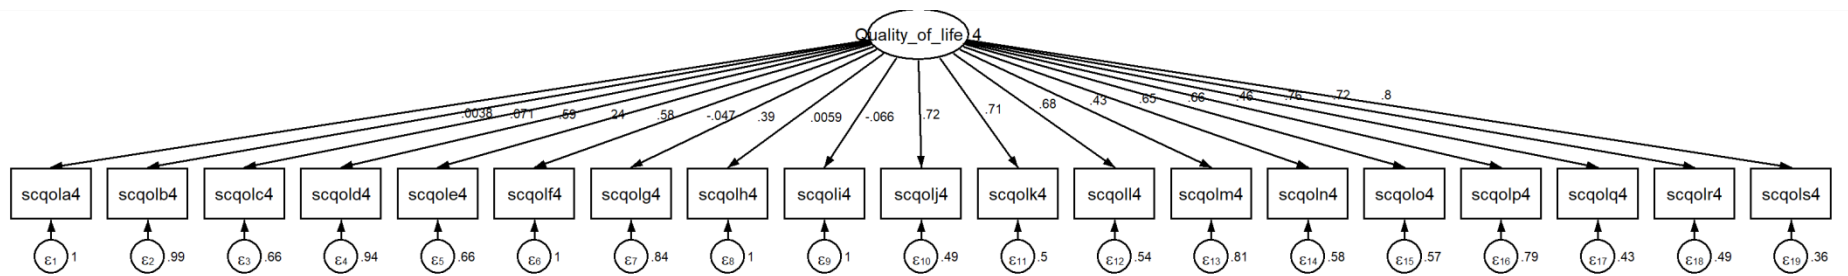 Quality_of_life_4
.0038 .071 .59 .24 .58 -.047 .39 .0059 -.066 .72 .71 .68 .43 .65 .66 .46 .76 .72 .8
scqola4 scqolb4 scqolc4 scqold4 scqole4 scqolf4 scqolg4 scqolh4 scqoli4 scqolj4 scqolk4 scqoll4 scqolm4 scqoln4 scqolo4 scqolp4 scqolq4 scqolr4 scqols4
ε1 1 ε2 .99 ε3 .66 ε4 .94 ε5 .66 ε6 1 ε7 .84 ε8 1 ε9 1 ε10 .49 ε11 .5 ε12 .54 ε13 .81 ε14 .58 ε15 .57 ε16 .79 ε17 .43 ε18 .49 ε19 .36